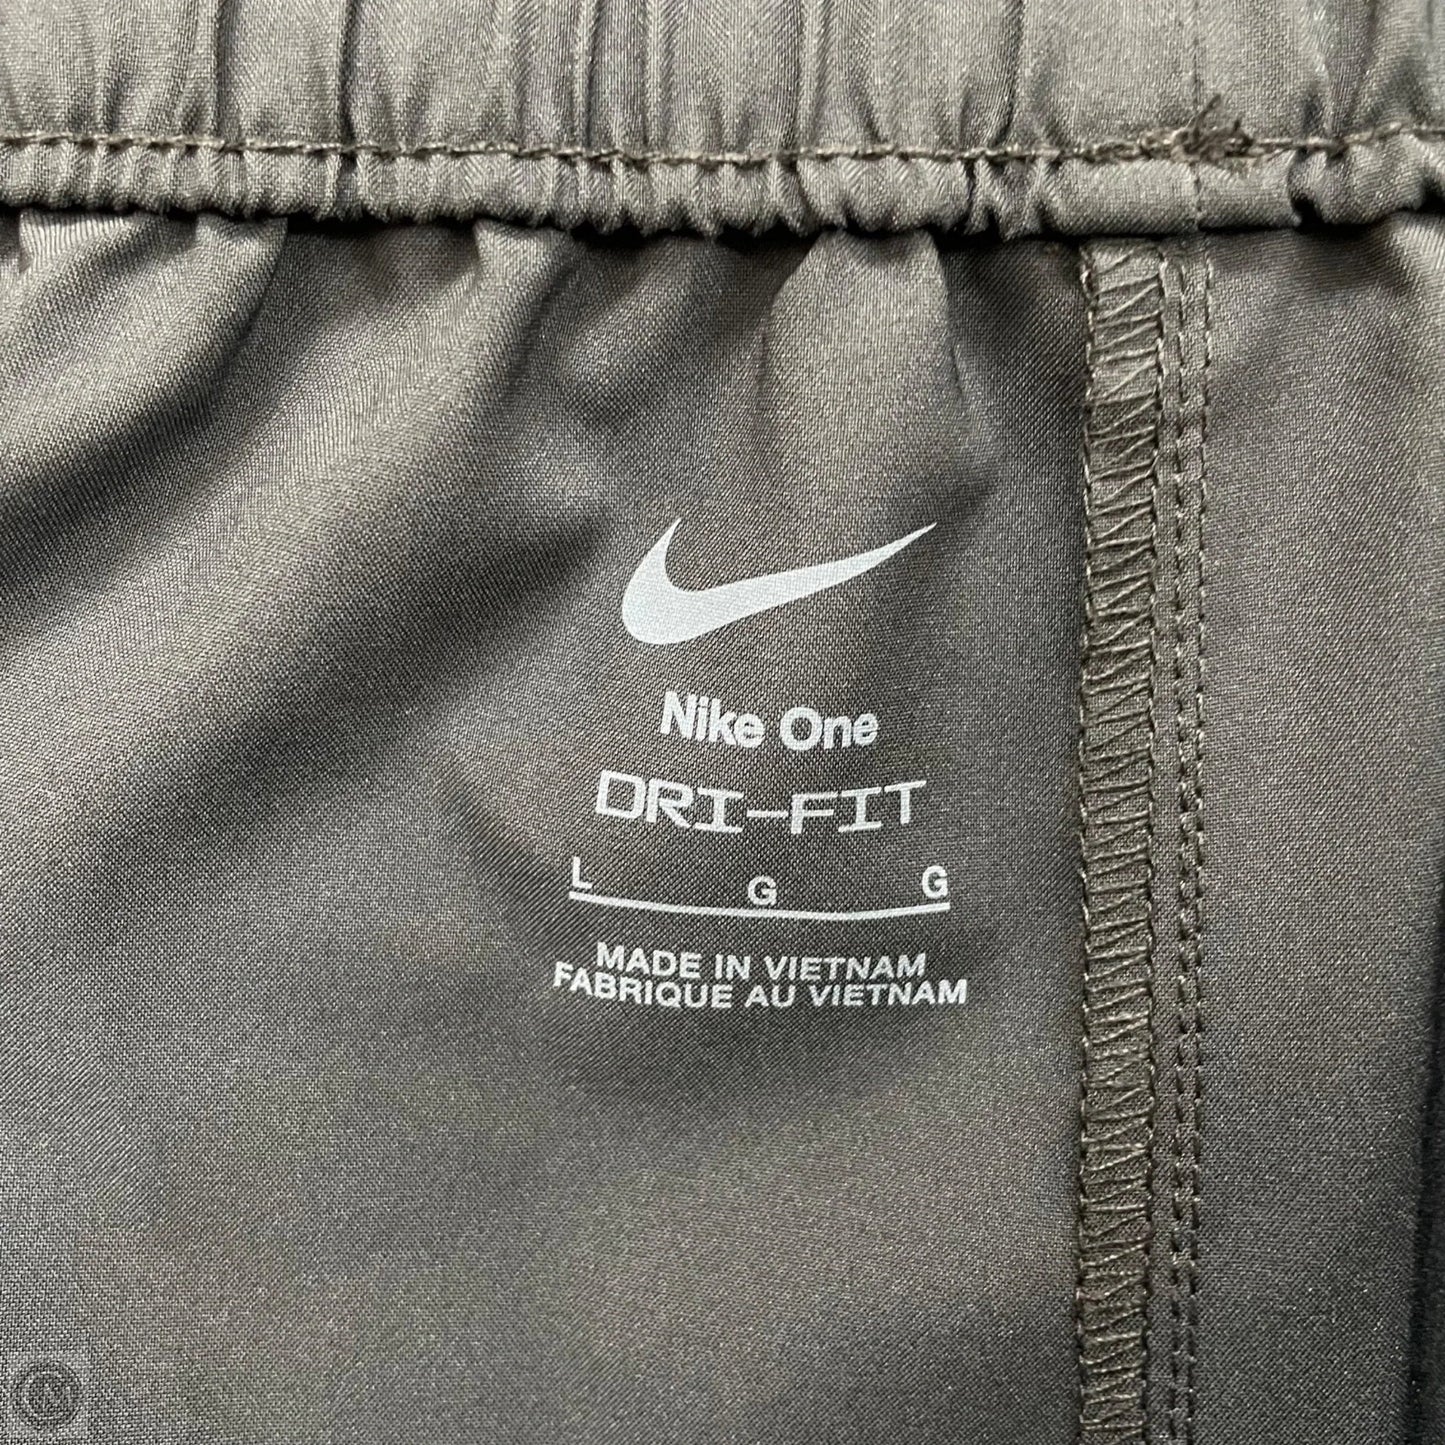 Nike One
DRI-FIT
L G G
MADE IN VIETNAM
FABRIQUE AU VIETNAM